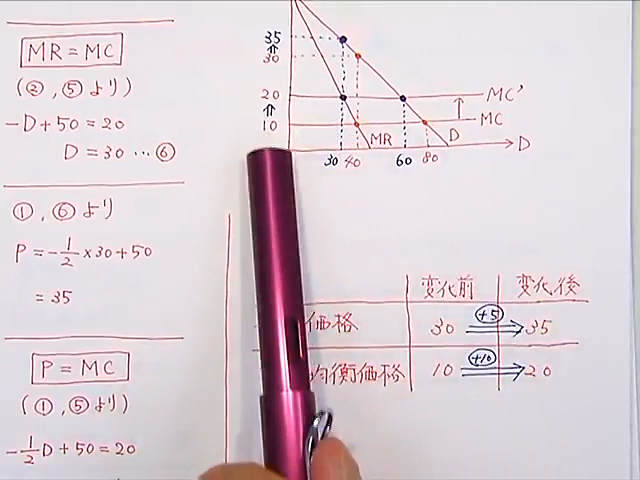 MR = MC
(②, ⑤より)
-D+50=20
D = 30 … ⑥
①, ⑥より
P = -1/2 ×30+50
= 35
P = MC
(①, ⑤より)
-1/2 D + 50 = 20
35
30
20
10
MC'
MC
MR
D
D
30 40 60 80
変化前 変化後
価格 30 +5 35
均衡価格 10 +10 20